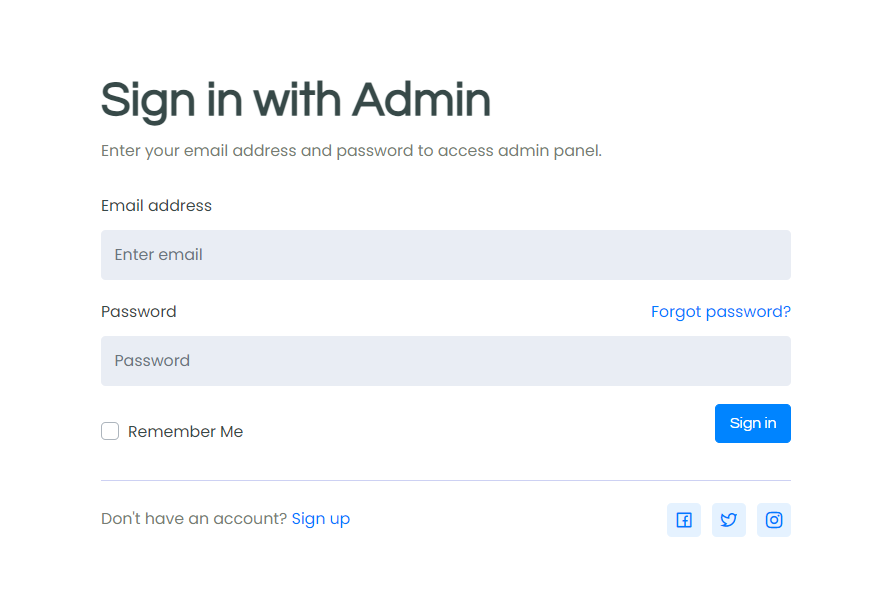 Sign in with Admin
Enter your email address and password to access admin panel.
Email address
Enter email
Password Forgot password?
Password
Remember Me Sign in
Don't have an account? Sign up